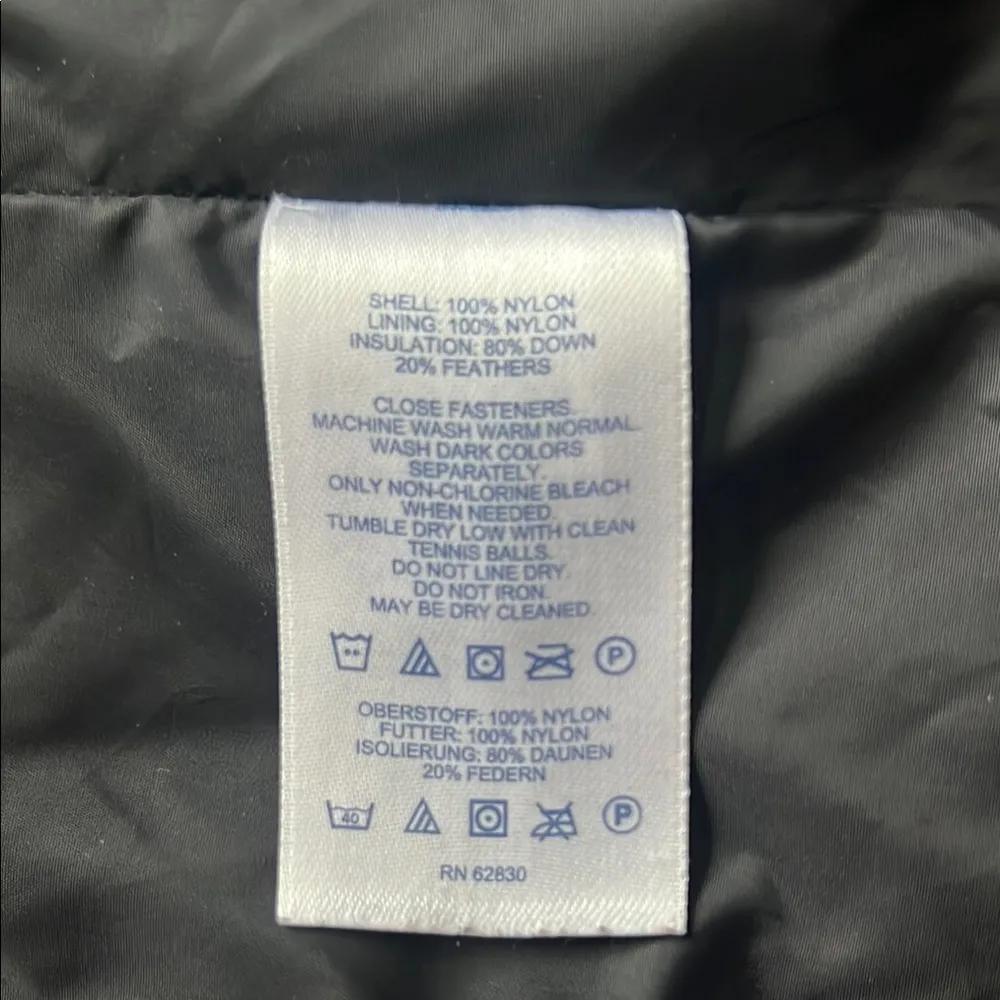 SHELL: 100% NYLON
LINING: 100% NYLON
INSULATION: 80% DOWN
20% FEATHERS
CLOSE FASTENERS.
MACHINE WASH WARM NORMAL.
WASH DARK COLORS
SEPARATELY.
ONLY NON-CHLORINE BLEACH
WHEN NEEDED.
TUMBLE DRY LOW WITH CLEAN
TENNIS BALLS.
DO NOT LINE DRY.
DO NOT IRON.
MAY BE DRY CLEANED.
P
OBERSTOFF: 100% NYLON
FUTTER: 100% NYLON
ISOLIERUNG: 80% DAUNEN
20% FEDERN
40 P
RN 62830